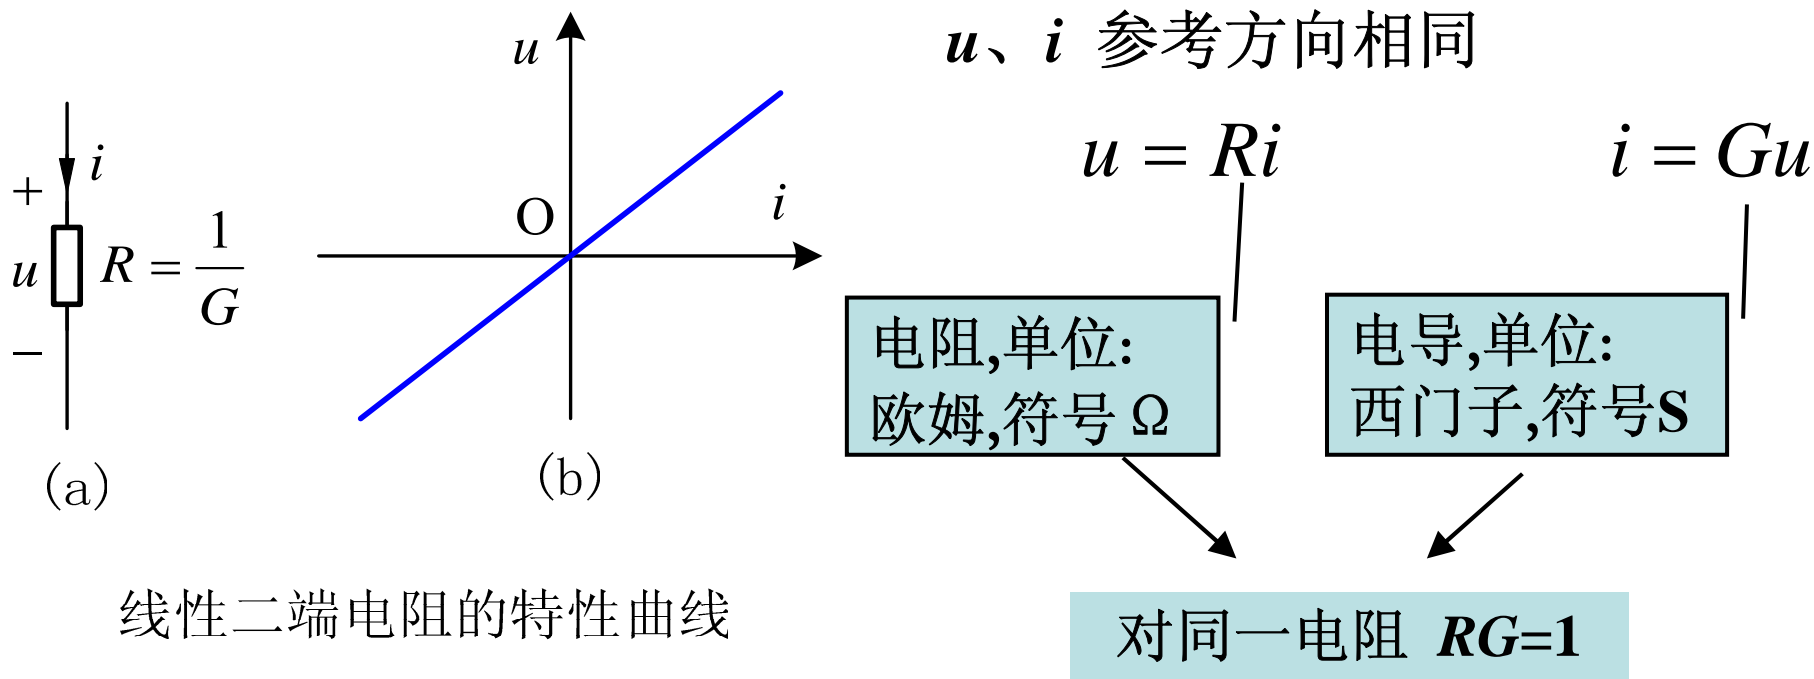 u、i 参考方向相同
u = Ri
i = Gu
电阻,单位:
欧姆,符号 Ω
电导,单位:
西门子,符号S
对同一电阻 RG=1
+
i
u
R = 1/G
−
(a)
u
O
i
(b)
线性二端电阻的特性曲线